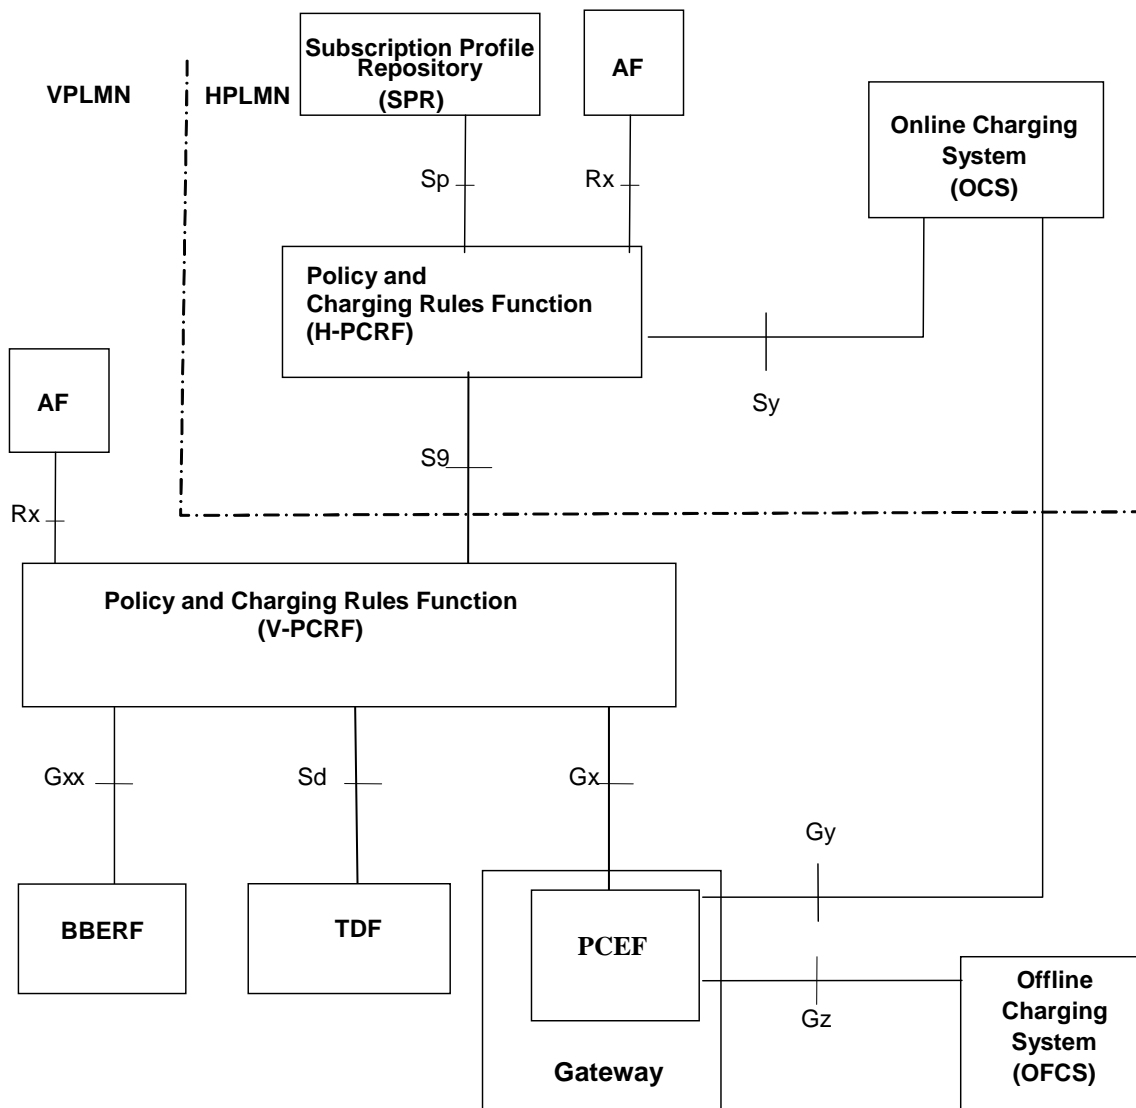 Subscription Profile
Repository
(SPR)
AF
VPLMN
HPLMN
Online Charging
System
(OCS)
Sp
Rx
Policy and
Charging Rules Function
(H-PCRF)
AF
Sy
S9
Rx
Policy and Charging Rules Function
(V-PCRF)
Gxx
Sd
Gx
Gy
BBERF
TDF
PCEF
Offline
Charging
System
(OFCS)
Gz
Gateway